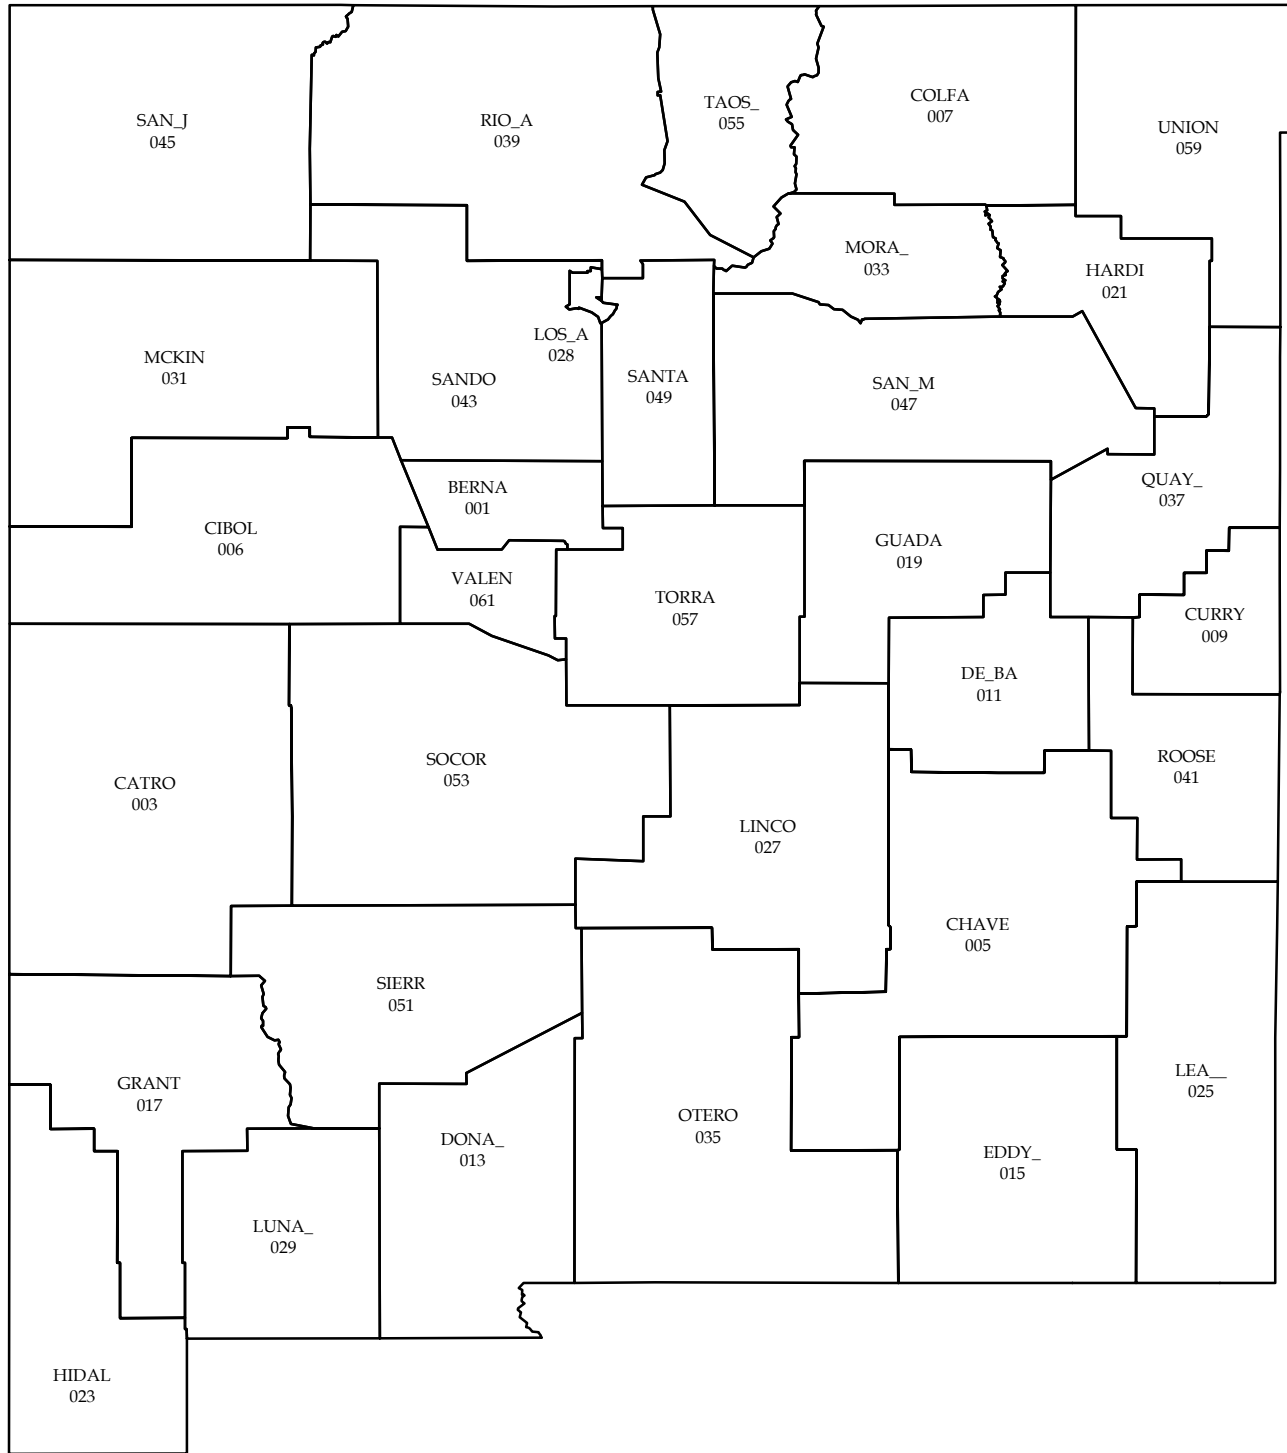 SAN_J
045
RIO_A
039
TAOS_
055
COLFA
007
UNION
059
MORA_
033
HARDI
021
LOS_A
028
MCKIN
031
SANDO
043
SANTA
049
SAN_M
047
BERNA
001
QUAY_
037
CIBOL
006
GUADA
019
VALEN
061
TORRA
057
CURRY
009
DE_BA
011
CATRO
003
SOCOR
053
ROOSE
041
LINCO
027
CHAVE
005
SIERR
051
GRANT
017
LEA__
025
OTERO
035
DONA_
013
EDDY_
015
LUNA_
029
HIDAL
023